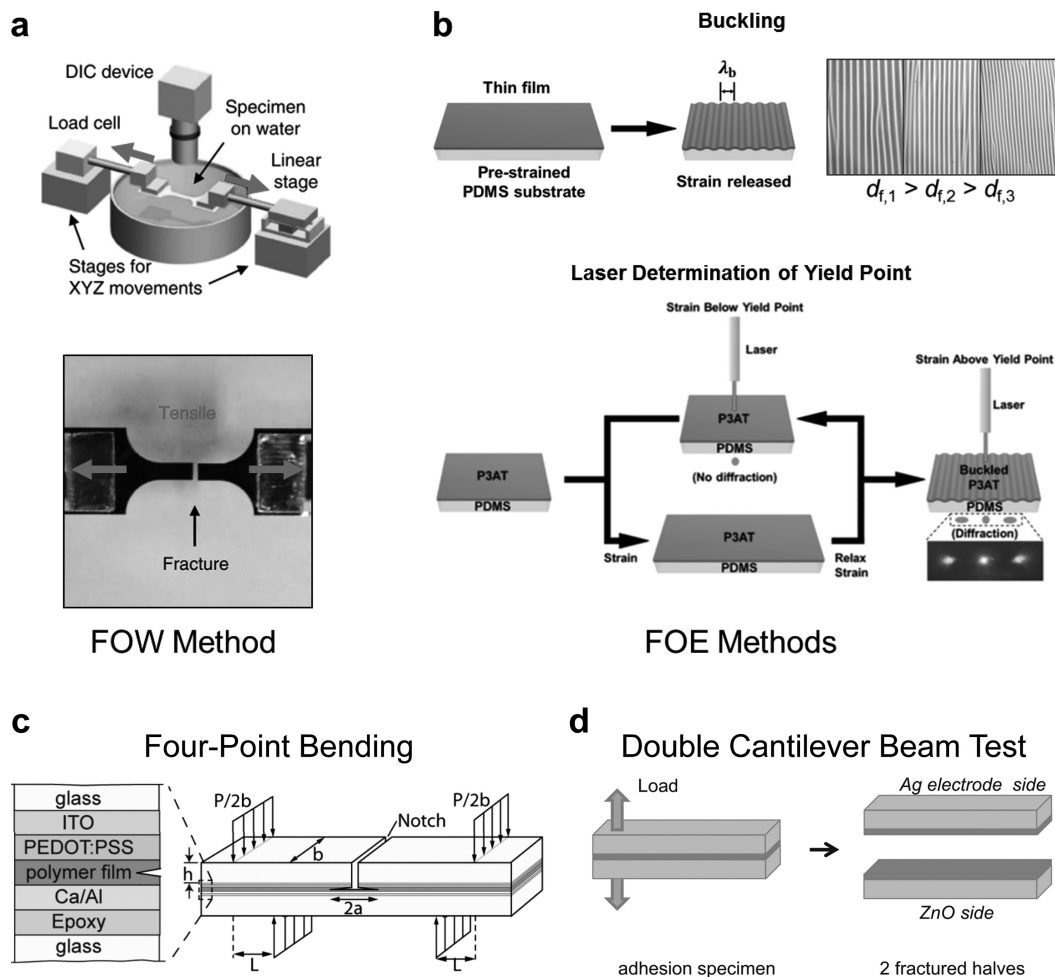 a
DIC device
Specimen
on water
Load cell
Linear
stage
Stages for
XYZ movements
Tensile
Fracture
FOW Method
b
Buckling
λb
Thin film
Pre-strained
PDMS substrate
Strain released
df,1 > df,2 > df,3
Laser Determination of Yield Point
Strain Below Yield Point
Laser
P3AT
PDMS
(No diffraction)
Strain Above Yield Point
Laser
P3AT
PDMS
Buckled
P3AT
PDMS
(Diffraction)
Strain
P3AT
PDMS
Relax
Strain
FOE Methods
c
Four-Point Bending
glass
ITO
PEDOT:PSS
polymer film
Ca/Al
Epoxy
glass
P/2b
P/2b
Notch
b
h
2a
L
L
d
Double Cantilever Beam Test
Load
Ag electrode side
ZnO side
adhesion specimen
2 fractured halves